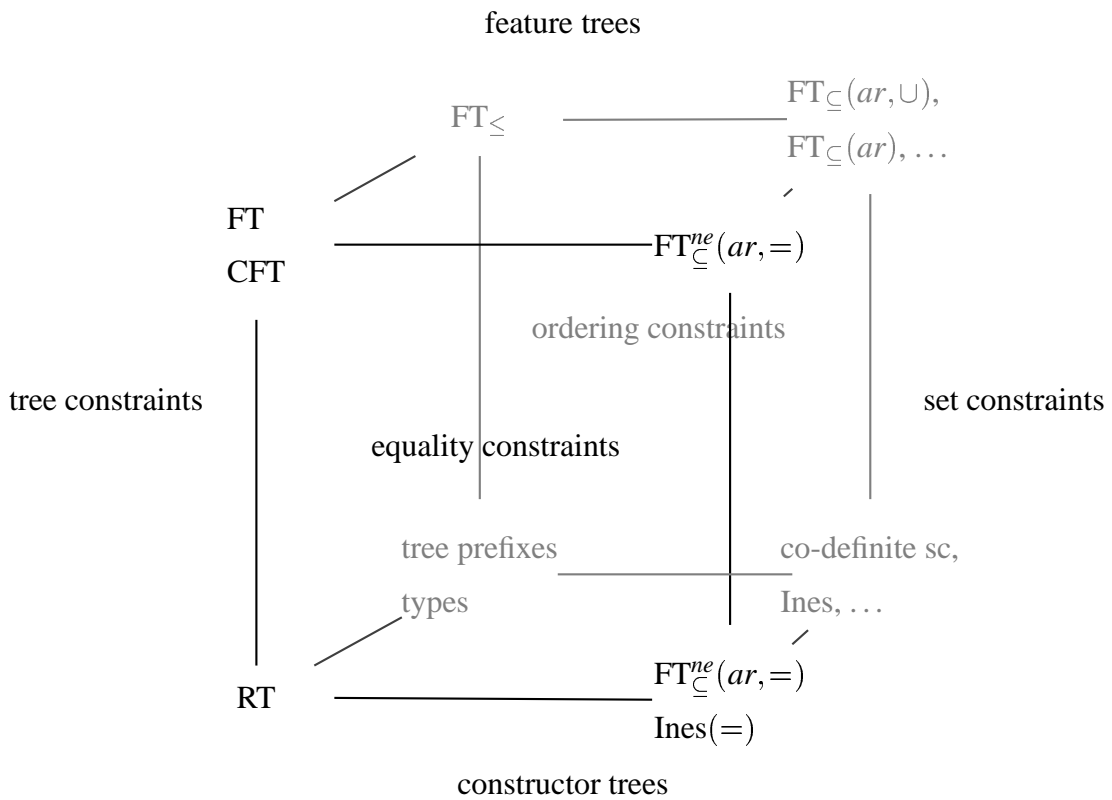 feature trees
FT≤
FT⊆(ar,∪),
FT⊆(ar), …
FT
CFT
FT⊆^ne(ar,=)
ordering constraints
tree constraints
set constraints
equality constraints
tree prefixes
types
co-definite sc,
Ines, …
RT
FT⊆^ne(ar,=)
Ines(=)
constructor trees